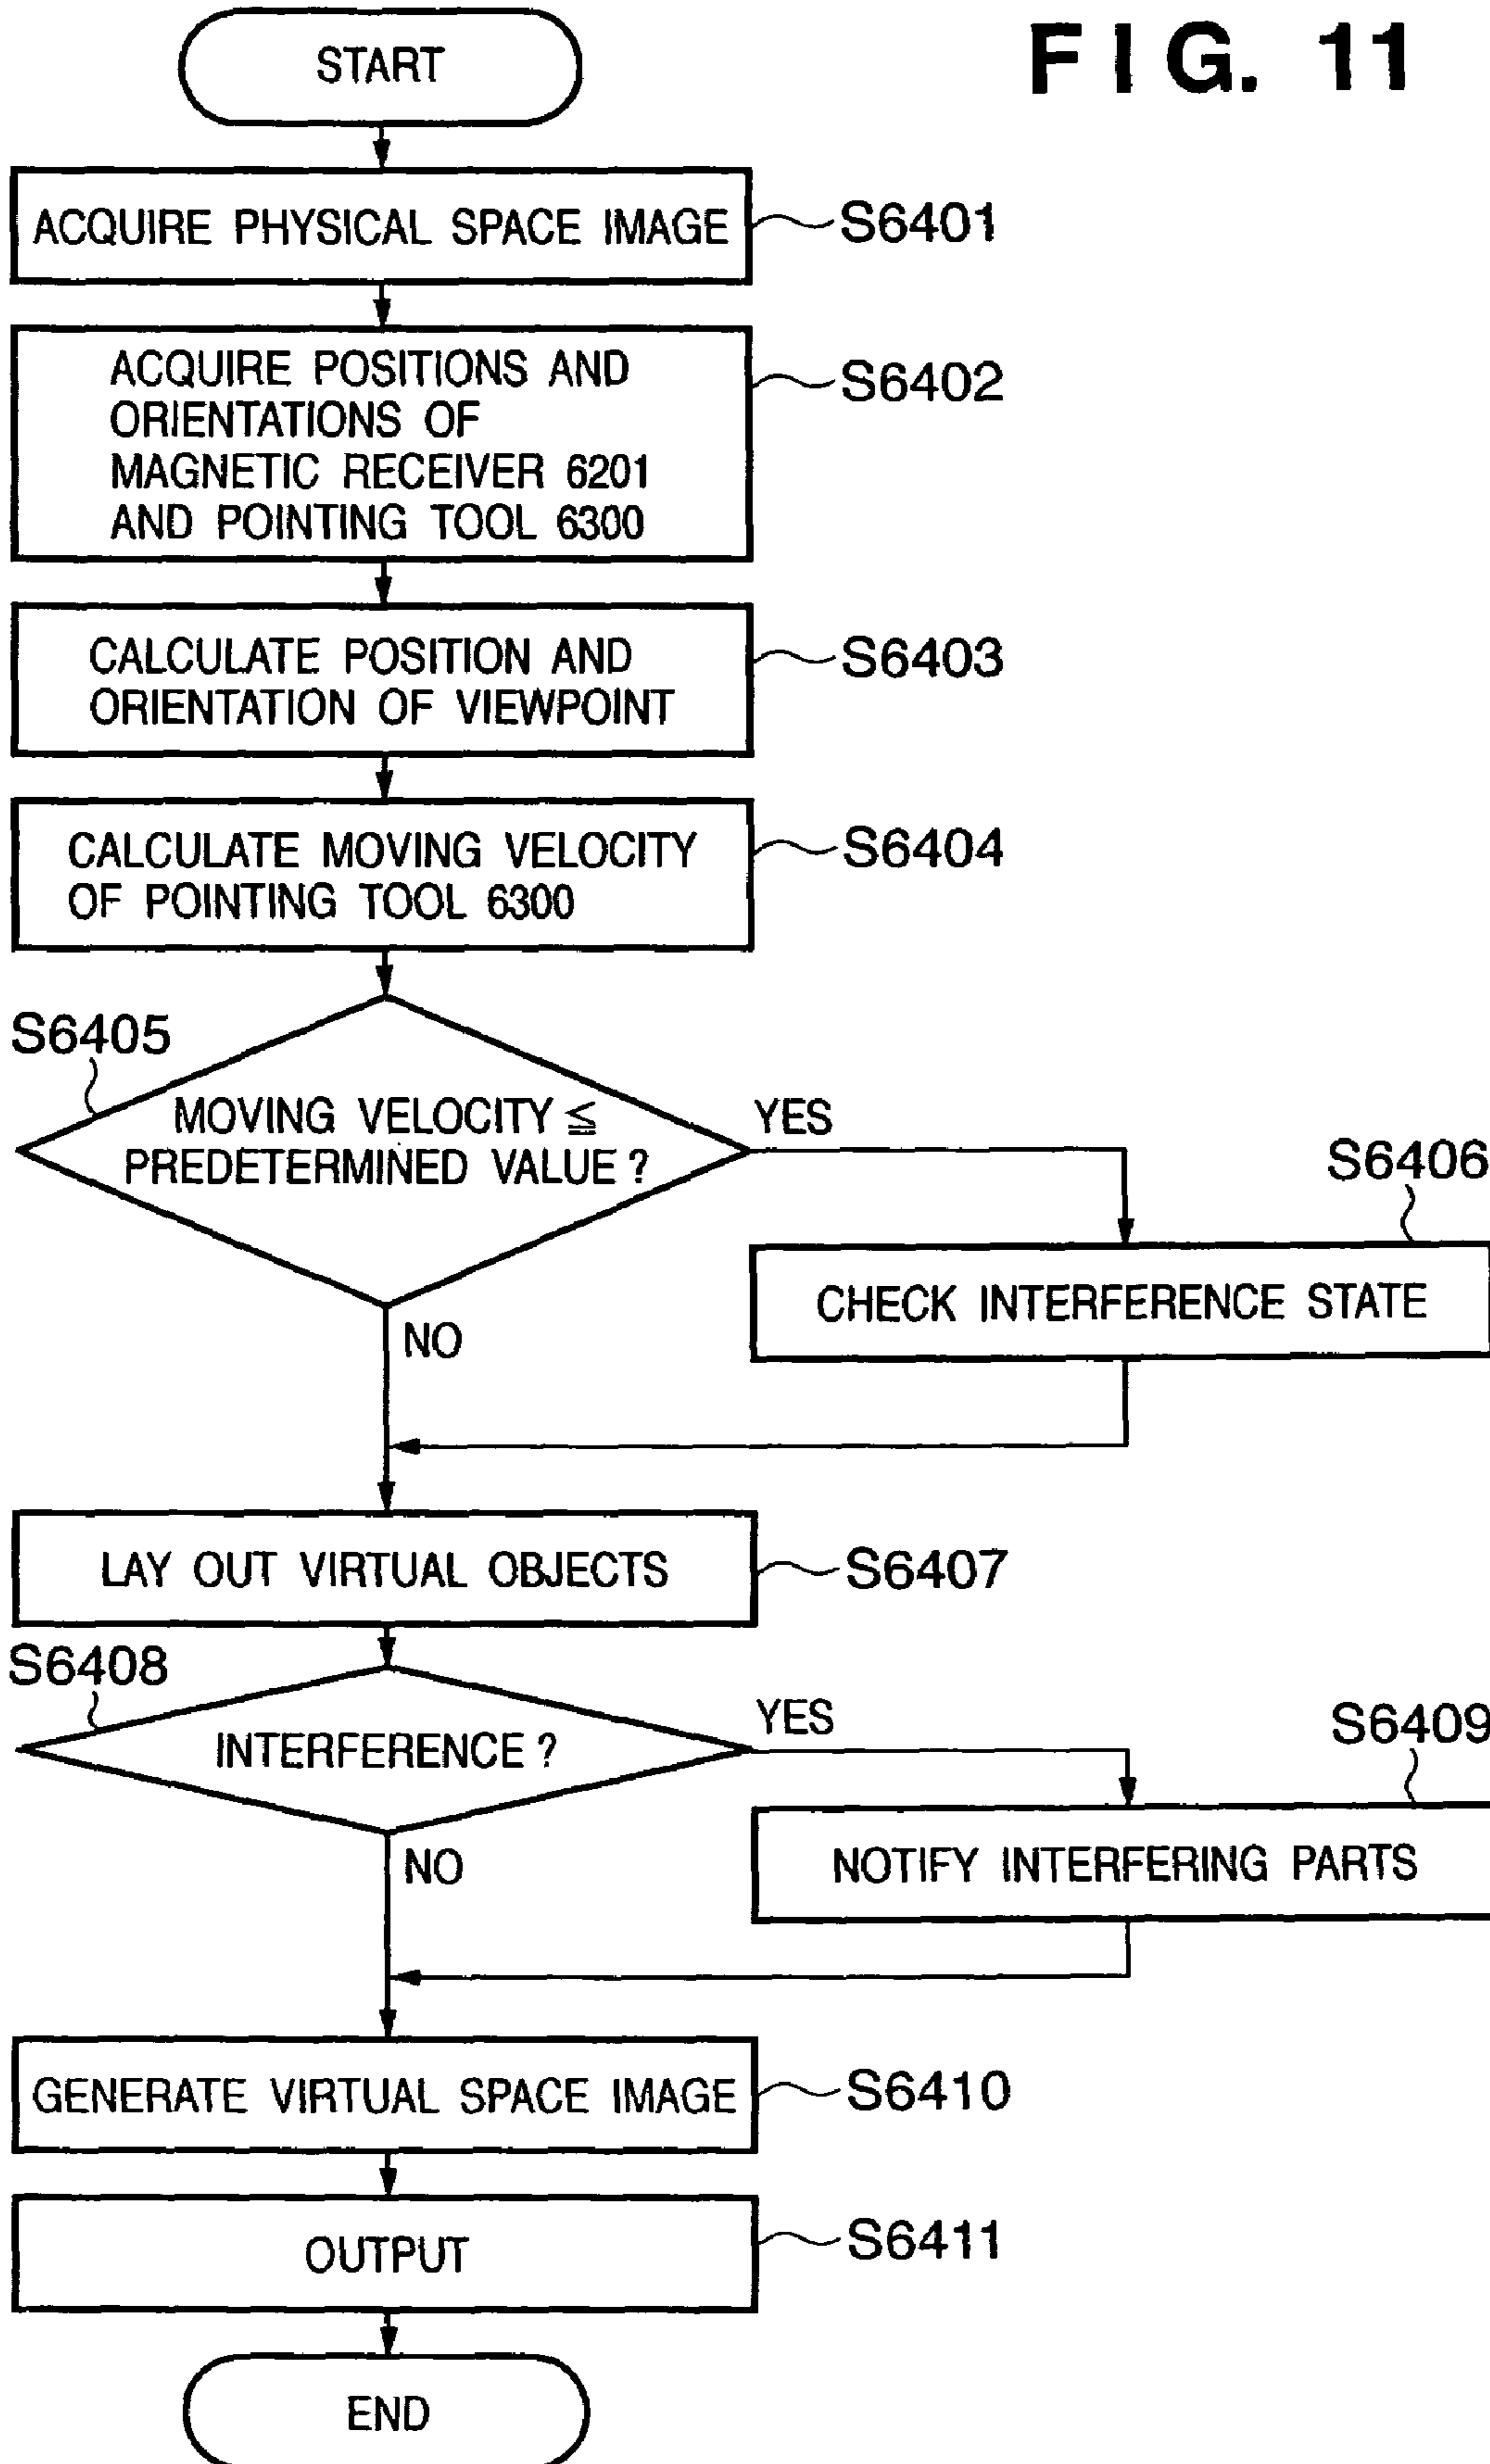 FIG. 11
START
ACQUIRE PHYSICAL SPACE IMAGE
S6401
ACQUIRE POSITIONS AND
ORIENTATIONS OF
MAGNETIC RECEIVER 6201
AND POINTING TOOL 6300
S6402
CALCULATE POSITION AND
ORIENTATION OF VIEWPOINT
S6403
CALCULATE MOVING VELOCITY
OF POINTING TOOL 6300
S6404
S6405
MOVING VELOCITY ≦
PREDETERMINED VALUE ?
YES
NO
S6406
CHECK INTERFERENCE STATE
LAY OUT VIRTUAL OBJECTS
S6407
S6408
INTERFERENCE ?
YES
NO
S6409
NOTIFY INTERFERING PARTS
GENERATE VIRTUAL SPACE IMAGE
S6410
OUTPUT
S6411
END